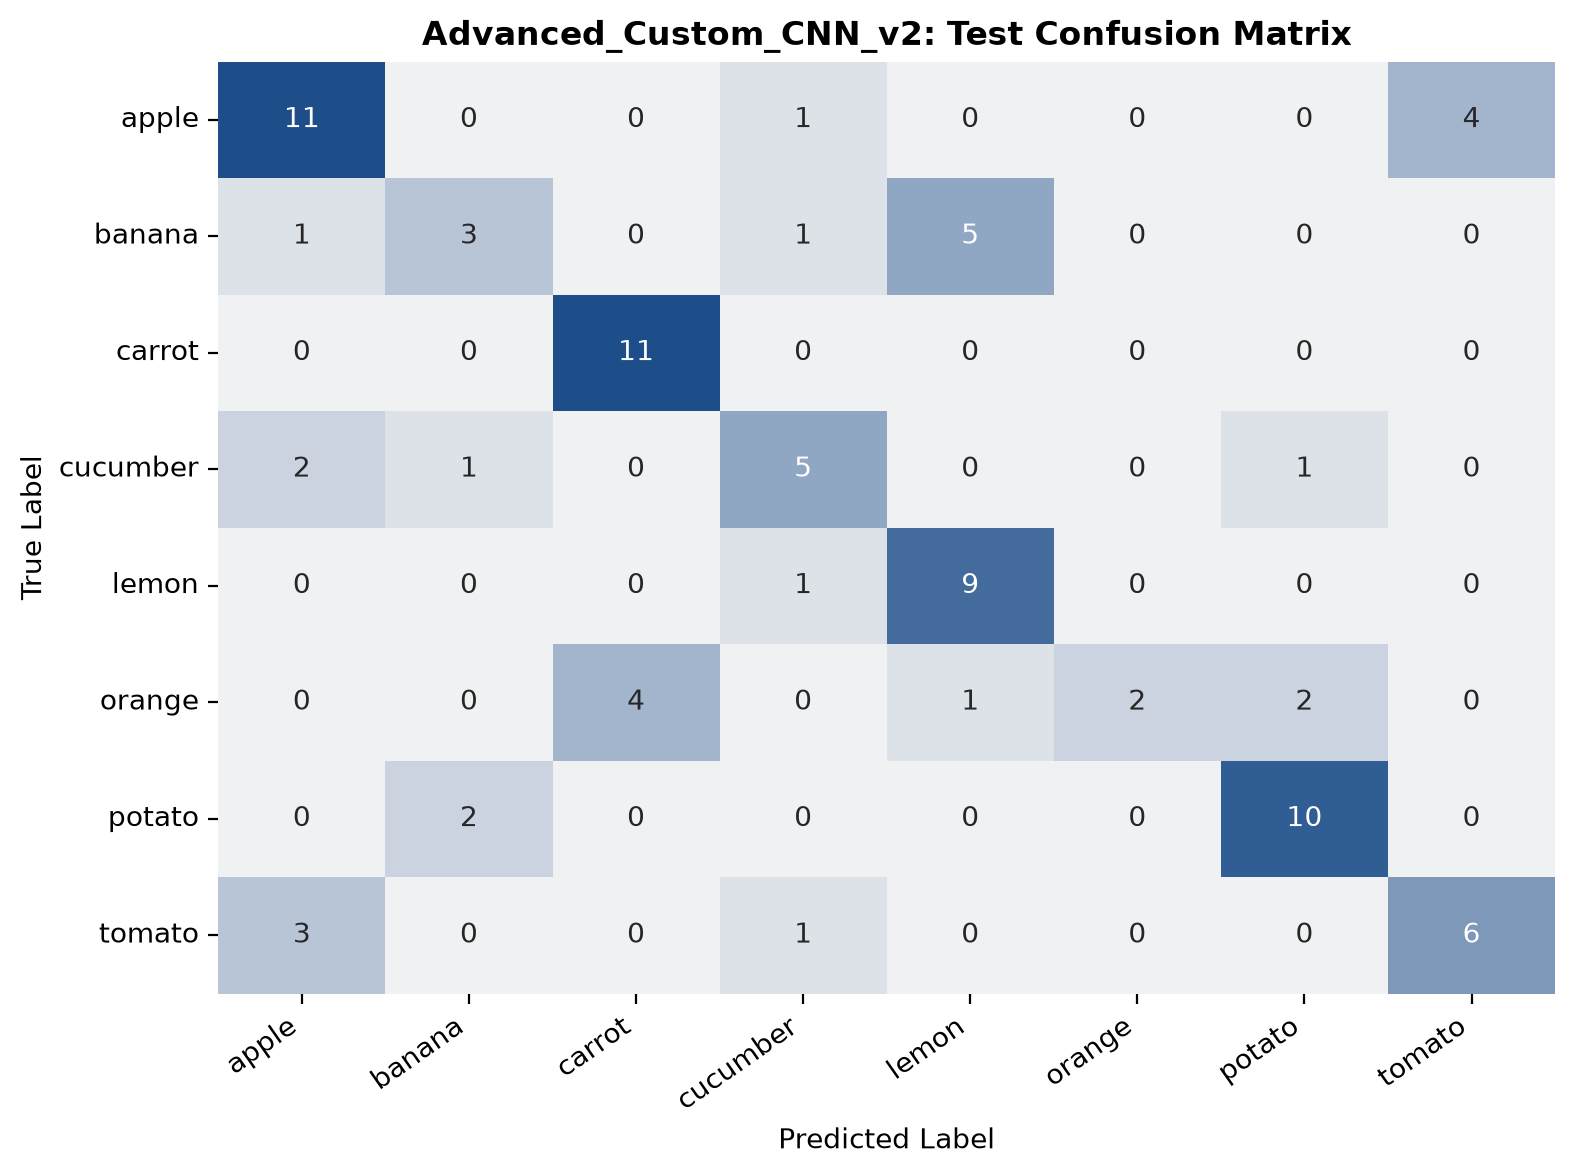 Advanced_Custom_CNN_v2: Test Confusion Matrix
apple 11 0 0 1 0 0 0 4
banana 1 3 0 1 5 0 0 0
carrot 0 0 11 0 0 0 0 0
cucumber 2 1 0 5 0 0 1 0
lemon 0 0 0 1 9 0 0 0
orange 0 0 4 0 1 2 2 0
potato 0 2 0 0 0 0 10 0
tomato 3 0 0 1 0 0 0 6
True Label
apple banana carrot cucumber lemon orange potato tomato
Predicted Label